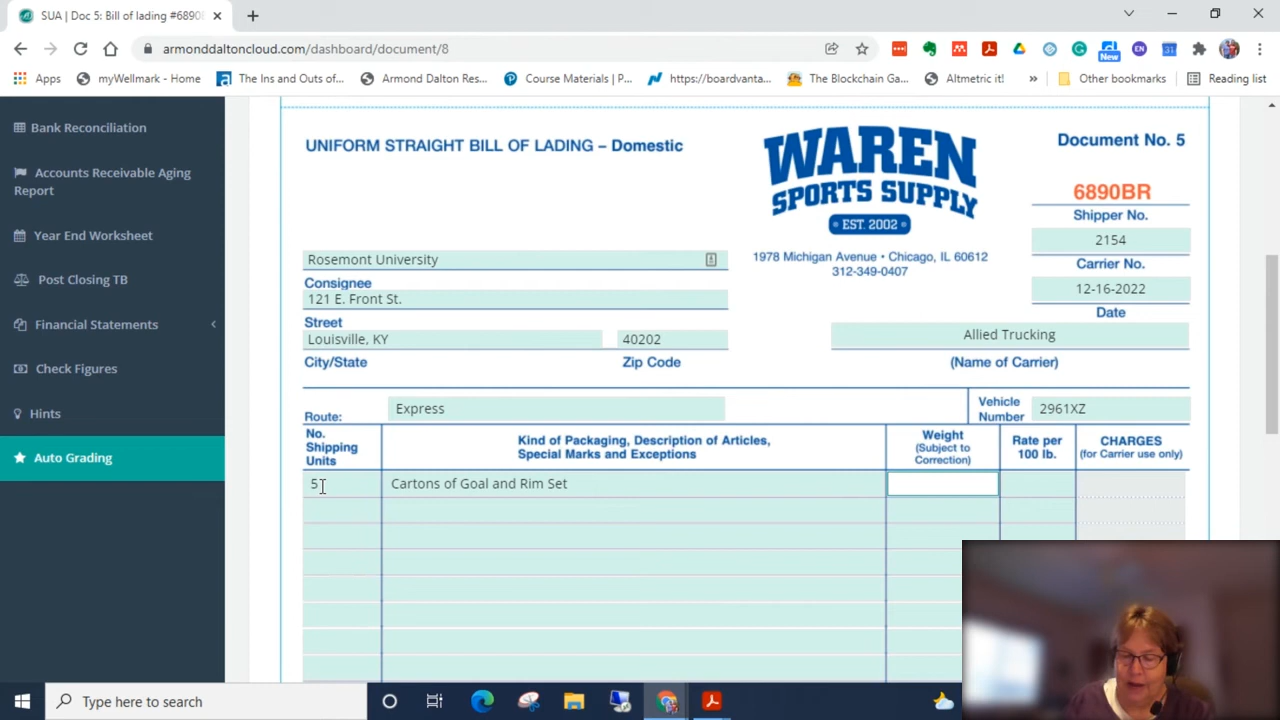 SUA | Doc 5: Bill of lading #6890
armonddaltoncloud.com/dashboard/document/8
New
EN
31
Apps
myWellmark - Home
The Ins and Outs of...
Armond Dalton Res...
Course Materials | P...
https://boardvanta...
The Blockchain Ga...
Altmetric it!
»
Other bookmarks
Reading list
Bank Reconciliation
Accounts Receivable Aging
Report
Year End Worksheet
Post Closing TB
Financial Statements
Check Figures
Hints
Auto Grading
UNIFORM STRAIGHT BILL OF LADING – Domestic
WAREN
SPORTS SUPPLY
• EST. 2002 •
1978 Michigan Avenue • Chicago, IL 60612
312-349-0407
Document No. 5
6890BR
Shipper No.
2154
Carrier No.
12-16-2022
Date
Rosemont University
Consignee
121 E. Front St.
Street
Louisville, KY
40202
City/State
Zip Code
Allied Trucking
(Name of Carrier)
Route:
Express
Vehicle
Number
2961XZ
No.
Shipping
Units
Kind of Packaging, Description of Articles,
Special Marks and Exceptions
Weight
(Subject to
Correction)
Rate per
100 lb.
CHARGES
(for Carrier use only)
5
Cartons of Goal and Rim Set
Type here to search